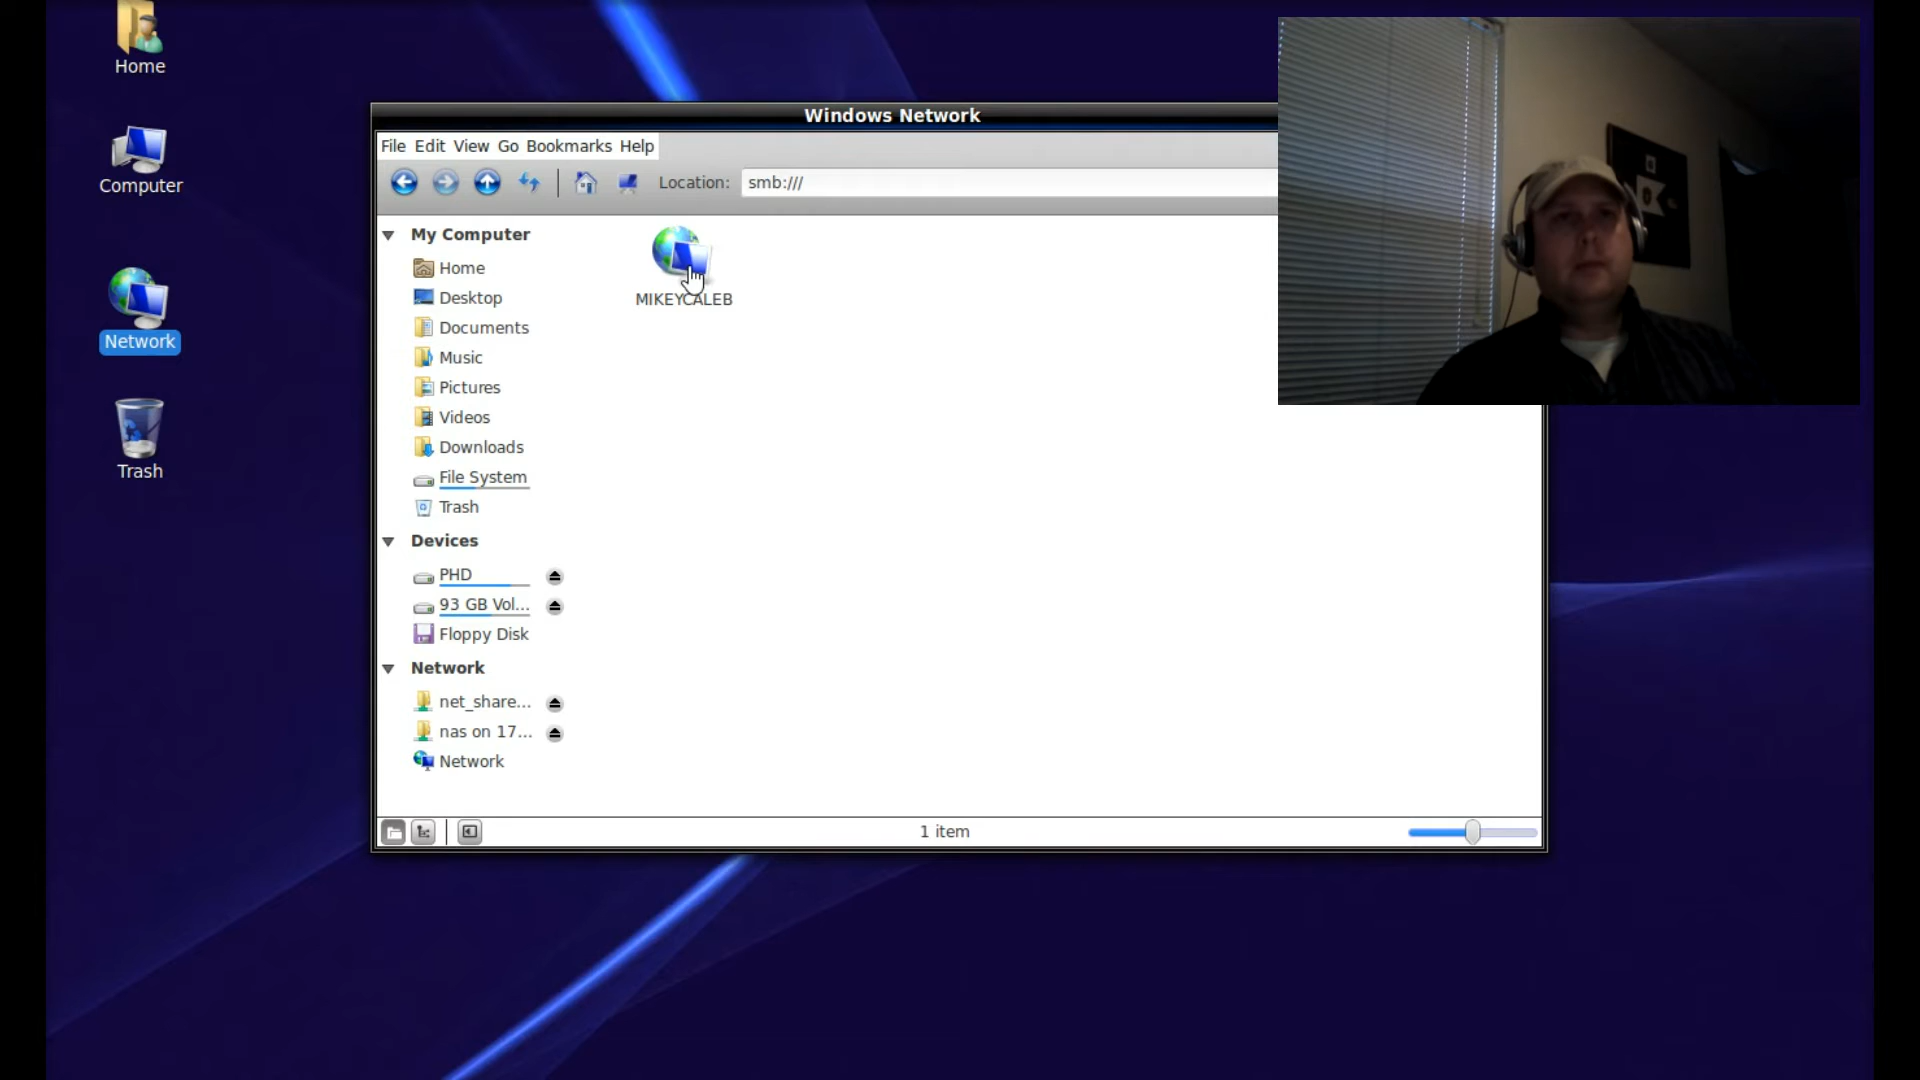 Home
Computer
Network
Trash
Windows Network
File Edit View Go Bookmarks Help
Location: smb:///
My Computer
Home
Desktop
Documents
Music
Pictures
Videos
Downloads
File System
Trash
Devices
PHD
93 GB Vol...
Floppy Disk
Network
net_share...
nas on 17...
Network
MIKEYCALEB
1 item